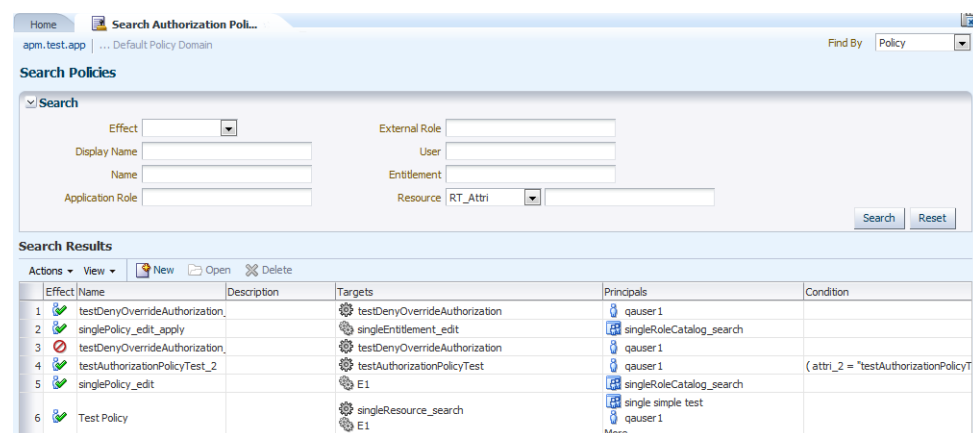 Home Search Authorization Poli...
apm.test.app | ... Default Policy Domain Find By Policy
Search Policies
Search
Effect External Role
Display Name User
Name Entitlement
Application Role Resource RT_Attri
Search Reset
Search Results
Actions View New Open Delete
Effect Name Description Targets Principals Condition
1 testDenyOverrideAuthorization_ testDenyOverrideAuthorization qauser1
2 singlePolicy_edit_apply singleEntitlement_edit singleRoleCatalog_search
3 testDenyOverrideAuthorization_ testDenyOverrideAuthorization qauser1
4 testAuthorizationPolicyTest_2 testAuthorizationPolicyTest qauser1 ( attri_2 = "testAuthorizationPolicyT
5 singlePolicy_edit E1 singleRoleCatalog_search
6 Test Policy singleResource_search single simple test
E1 qauser1
More